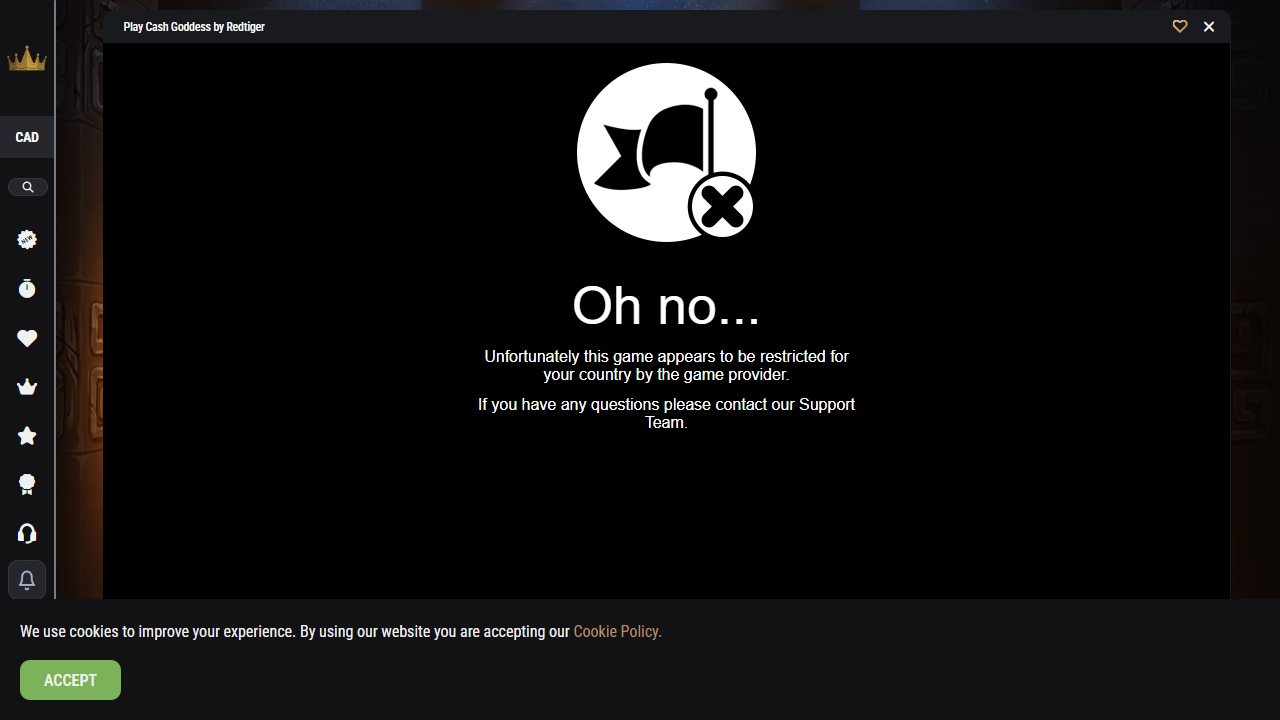 Play Cash Goddess by Redtiger
CAD
NEW
Oh no...
Unfortunately this game appears to be restricted for
your country by the game provider.
If you have any questions please contact our Support
Team.
We use cookies to improve your experience. By using our website you are accepting our Cookie Policy.
ACCEPT